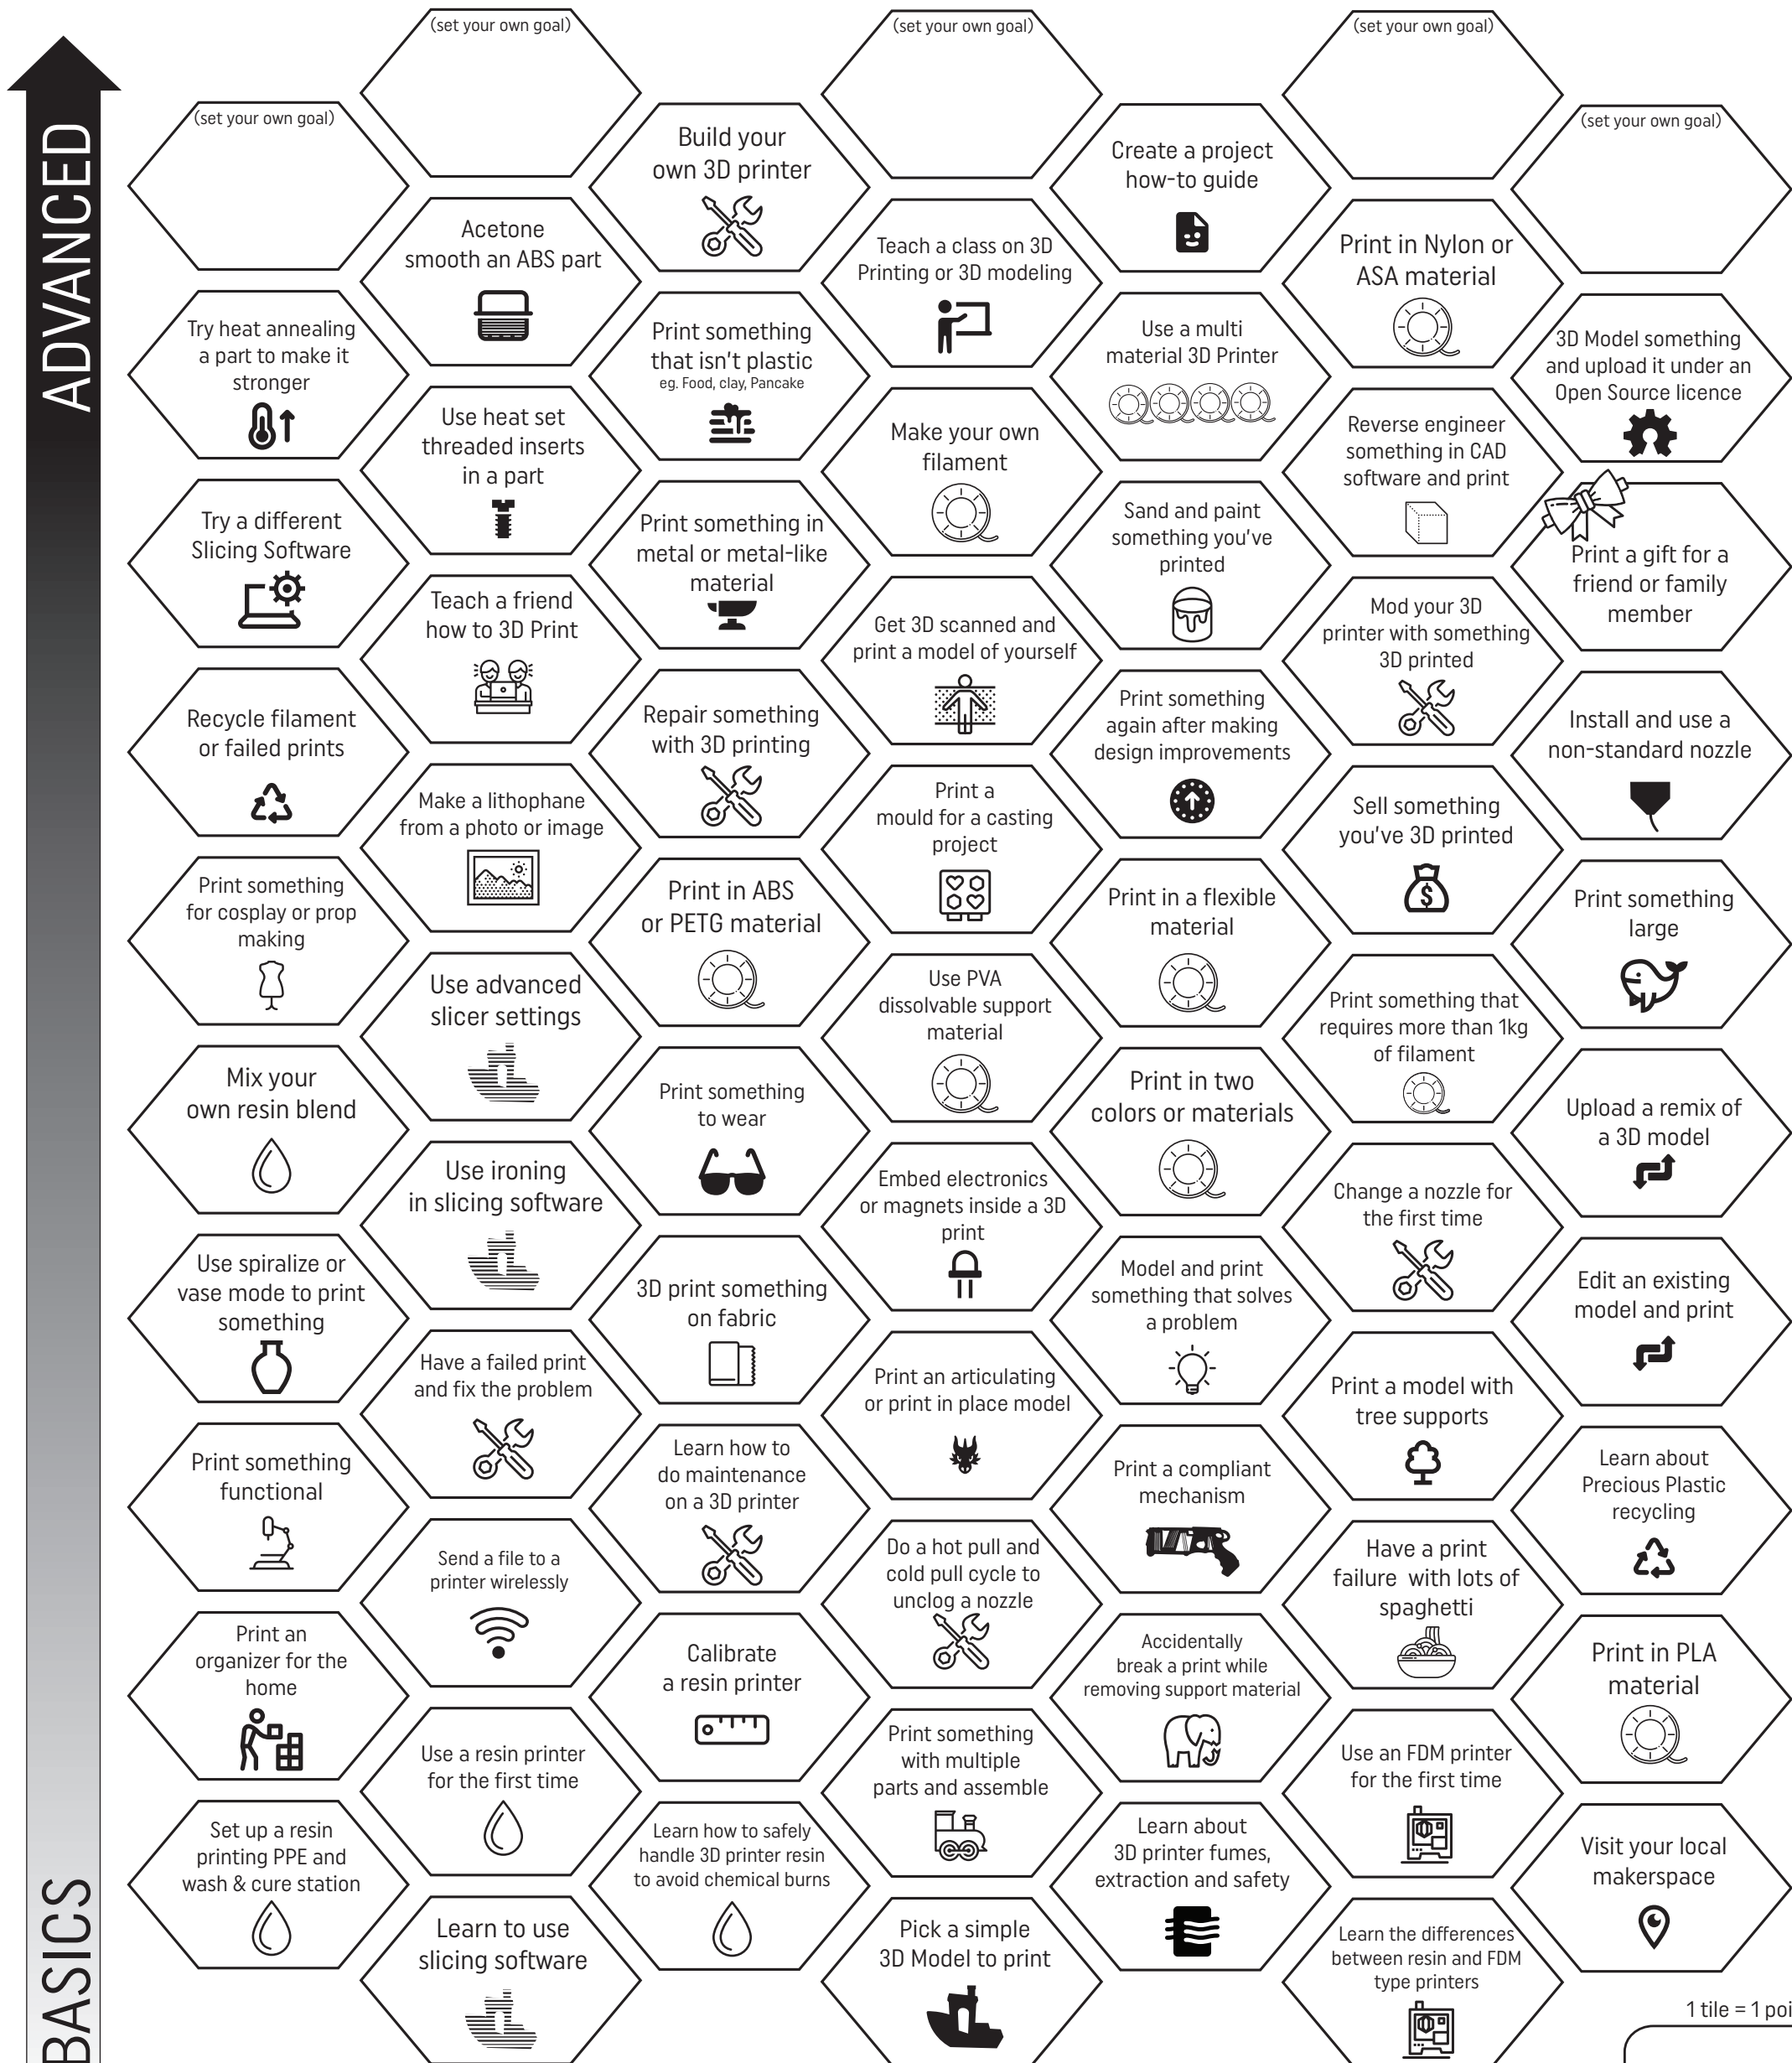 (set your own goal)
(set your own goal)
(set your own goal)
(set your own goal)
(set your own goal)
ADVANCED
Build your
own 3D printer
Create a project
how-to guide
Acetone
smooth an ABS part
Teach a class on 3D
Printing or 3D modeling
Print in Nylon or
ASA material
Try heat annealing
a part to make it
stronger
Print something
that isn't plastic
eg. Food, clay, Pancake
Use a multi
material 3D Printer
3D Model something
and upload it under an
Open Source licence
Use heat set
threaded inserts
in a part
Make your own
filament
Reverse engineer
something in CAD
software and print
Try a different
Slicing Software
Print something in
metal or metal-like
material
Sand and paint
something you've
printed
Print a gift for a
friend or family
member
Teach a friend
how to 3D Print
Get 3D scanned and
print a model of yourself
Mod your 3D
printer with something
3D printed
Recycle filament
or failed prints
Repair something
with 3D printing
Print something
again after making
design improvements
Install and use a
non-standard nozzle
Make a lithophane
from a photo or image
Print a
mould for a casting
project
Sell something
you've 3D printed
Print something
for cosplay or prop
making
Print in ABS
or PETG material
Print in a flexible
material
Print something
large
Use advanced
slicer settings
Use PVA
dissolvable support
material
Print something that
requires more than 1kg
of filament
Mix your
own resin blend
Print something
to wear
Print in two
colors or materials
Upload a remix of
a 3D model
Use ironing
in slicing software
Embed electronics
or magnets inside a 3D
print
Change a nozzle for
the first time
Use spiralize or
vase mode to print
something
3D print something
on fabric
Model and print
something that solves
a problem
Edit an existing
model and print
Have a failed print
and fix the problem
Print an articulating
or print in place model
Print a model with
tree supports
Print something
functional
Learn how to
do maintenance
on a 3D printer
Print a compliant
mechanism
Learn about
Precious Plastic
recycling
Send a file to a
printer wirelessly
Do a hot pull and
cold pull cycle to
unclog a nozzle
Have a print
failure with lots of
spaghetti
Print an
organizer for the
home
Calibrate
a resin printer
Accidentally
break a print while
removing support material
Print in PLA
material
Use a resin printer
for the first time
Print something
with multiple
parts and assemble
Use an FDM printer
for the first time
Set up a resin
printing PPE and
wash & cure station
Learn how to safely
handle 3D printer resin
to avoid chemical burns
Learn about
3D printer fumes,
extraction and safety
Visit your local
makerspace
BASICS
Learn to use
slicing software
Pick a simple
3D Model to print
Learn the differences
between resin and FDM
type printers
1 tile = 1 poi